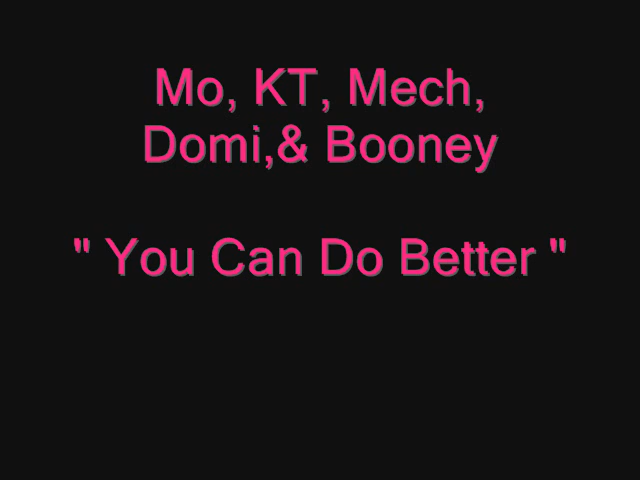 Mo, KT, Mech,
Domi,& Booney
" You Can Do Better "